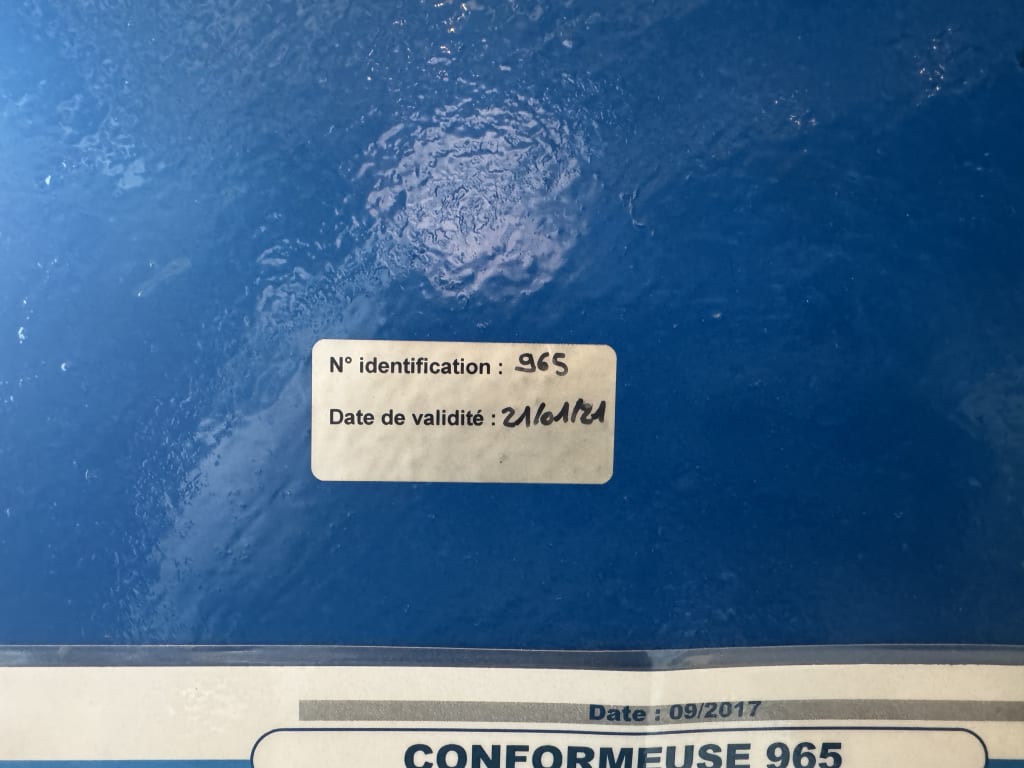 N° identification : 965
Date de validité : 21/01/21
Date : 09/2017
CONFORMEUSE 965